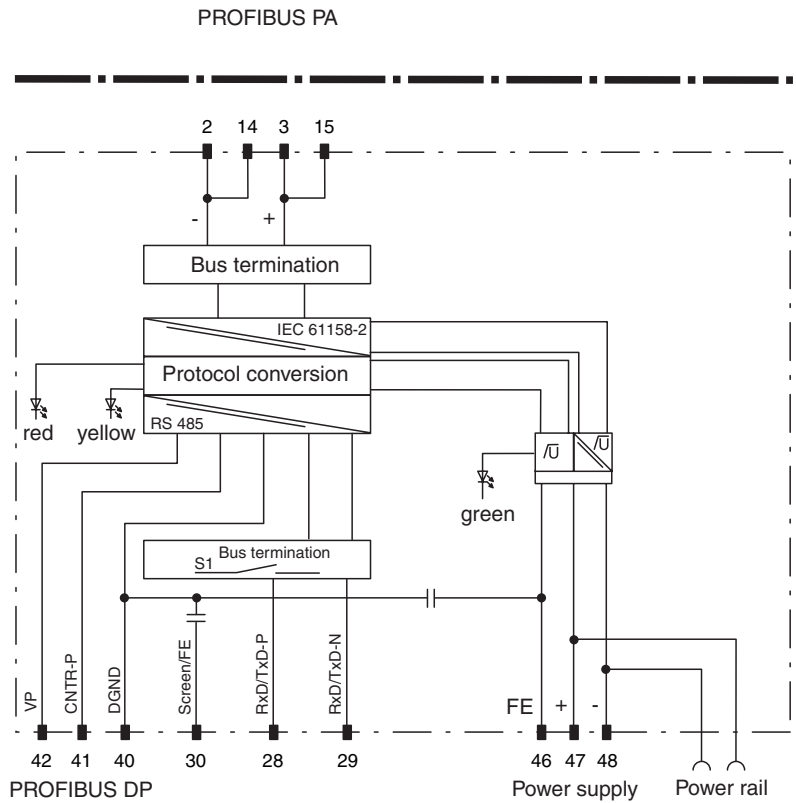 PROFIBUS PA
2 14 3 15
- +
Bus termination
IEC 61158-2
Protocol conversion
RS 485
red yellow
/Ū /Ū
green
Bus termination
S1
VP
CNTR-P
DGND
Screen/FE
RxD/TxD-P
RxD/TxD-N
FE + -
42 41 40 30 28 29 46 47 48
PROFIBUS DP Power supply Power rail